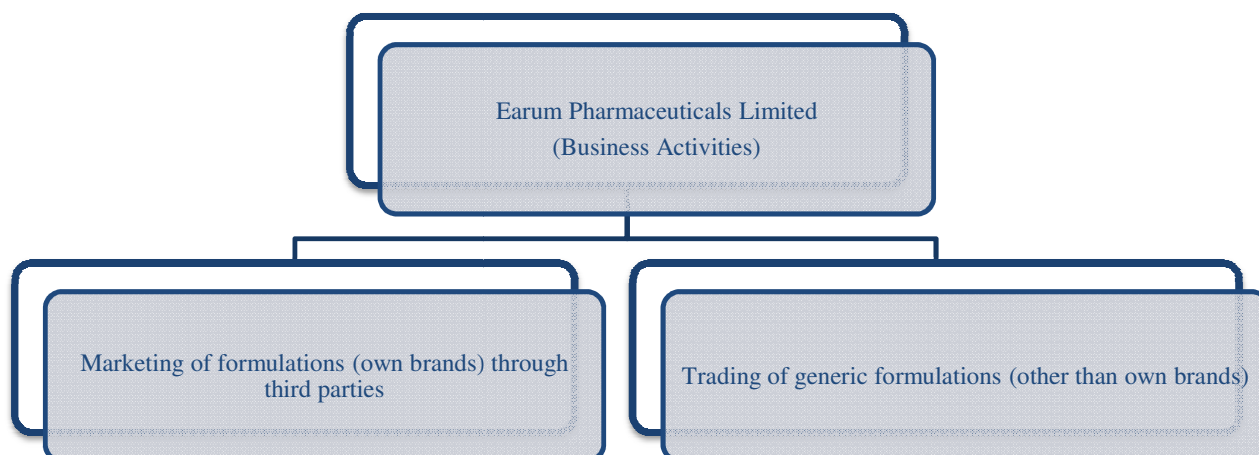 Earum Pharmaceuticals Limited
(Business Activities)
Marketing of formulations (own brands) through
third parties
Trading of generic formulations (other than own brands)